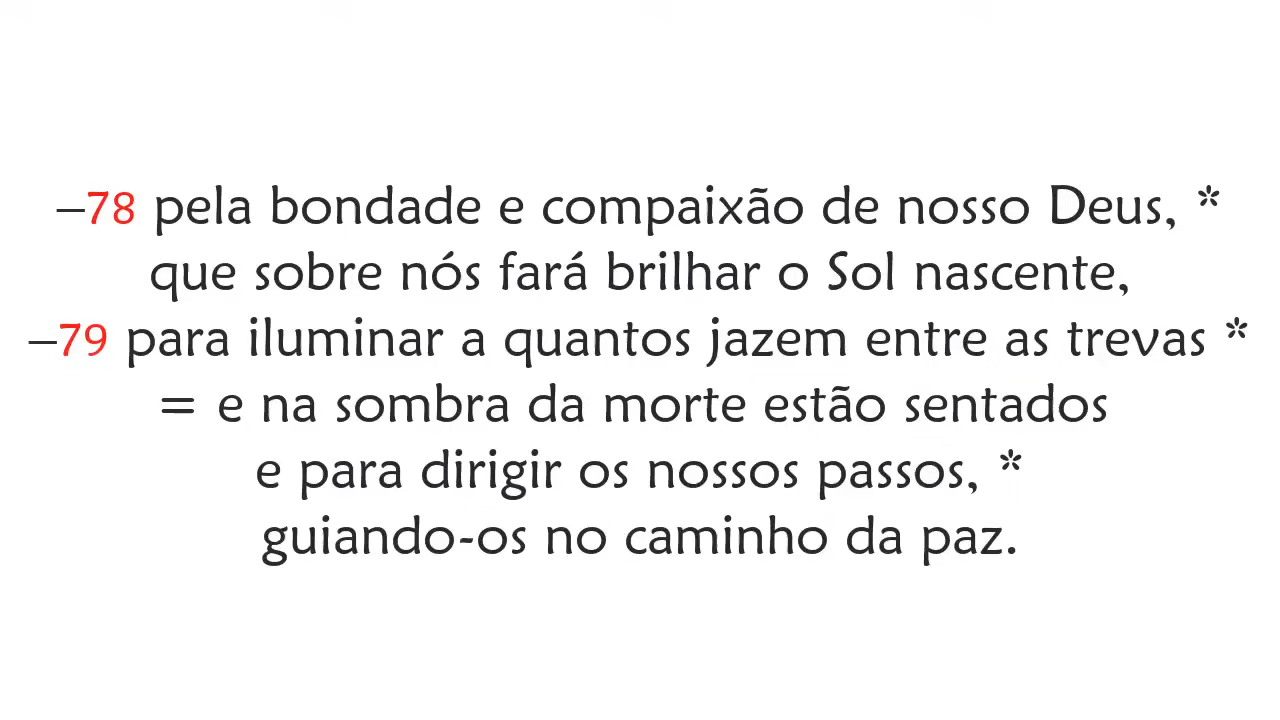 –78 pela bondade e compaixão de nosso Deus, *
que sobre nós fará brilhar o Sol nascente,
–79 para iluminar a quantos jazem entre as trevas *
= e na sombra da morte estão sentados
e para dirigir os nossos passos, *
guiando-os no caminho da paz.